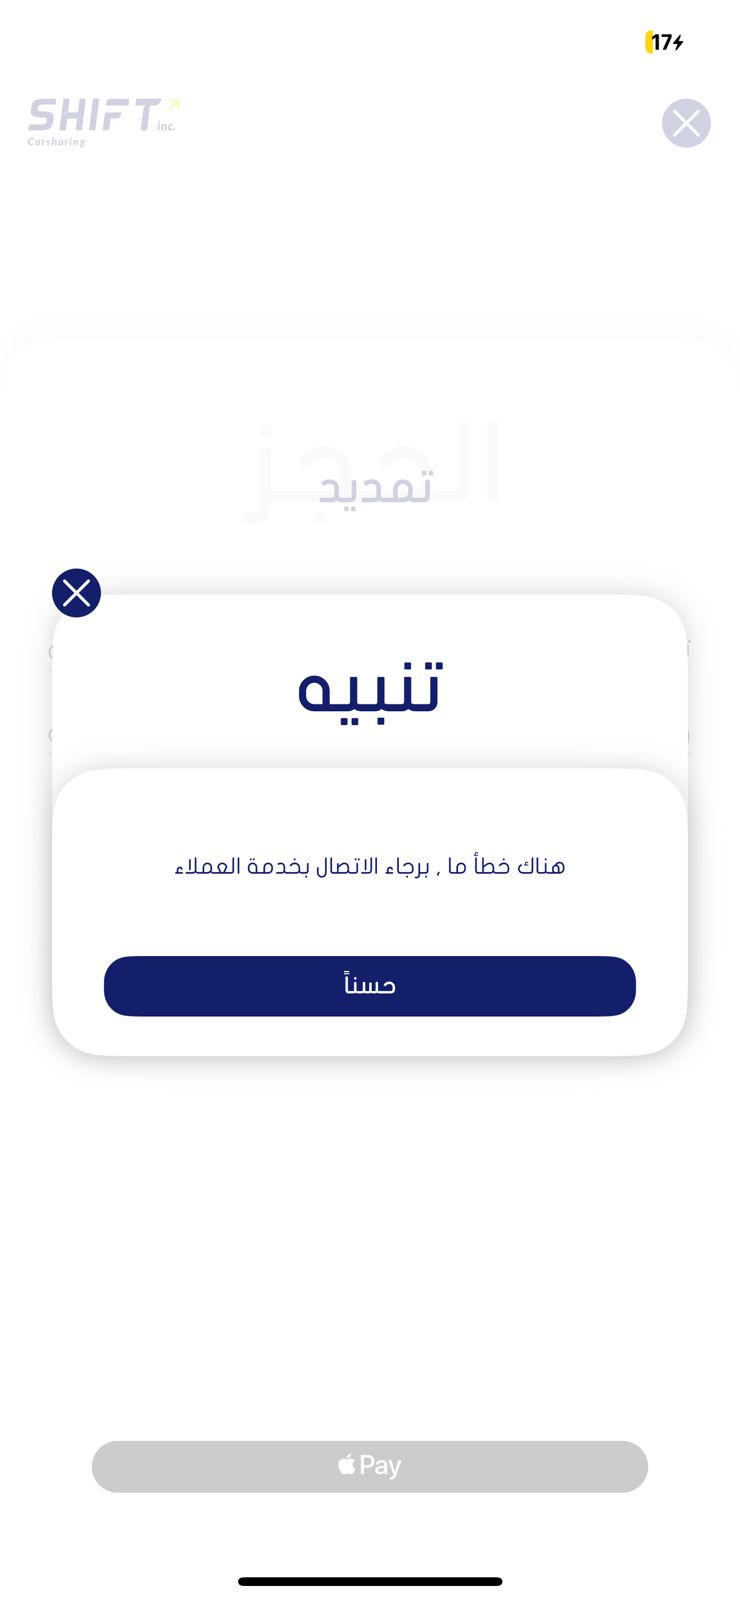 17
SHIFT inc.
Carsharing
الحجز
تمديد
تنبيه
هناك خطأ ما , برجاء الاتصال بخدمة العملاء
حسناً
Pay